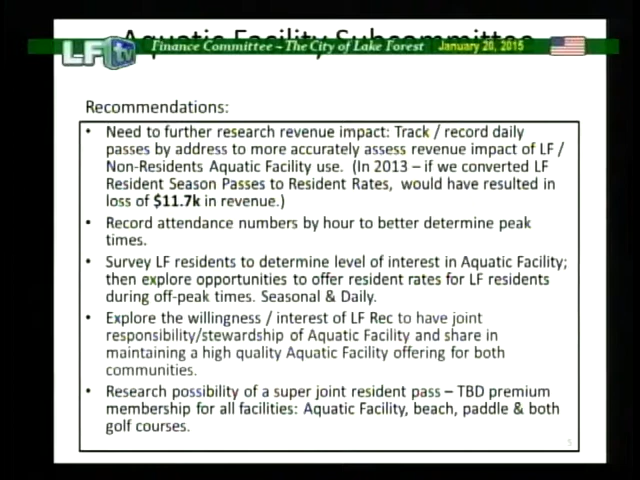 Aquatic Facility Subcommittee
LF tv
Finance Committee – The City of Lake Forest
January 20, 2015
Recommendations:
• Need to further research revenue impact: Track / record daily
passes by address to more accurately assess revenue impact of LF /
Non-Residents Aquatic Facility use. (In 2013 – if we converted LF
Resident Season Passes to Resident Rates, would have resulted in
loss of $11.7k in revenue.)
• Record attendance numbers by hour to better determine peak
times.
• Survey LF residents to determine level of interest in Aquatic Facility;
then explore opportunities to offer resident rates for LF residents
during off-peak times. Seasonal & Daily.
• Explore the willingness / interest of LF Rec to have joint
responsibility/stewardship of Aquatic Facility and share in
maintaining a high quality Aquatic Facility offering for both
communities.
• Research possibility of a super joint resident pass – TBD premium
membership for all facilities: Aquatic Facility, beach, paddle & both
golf courses.
5